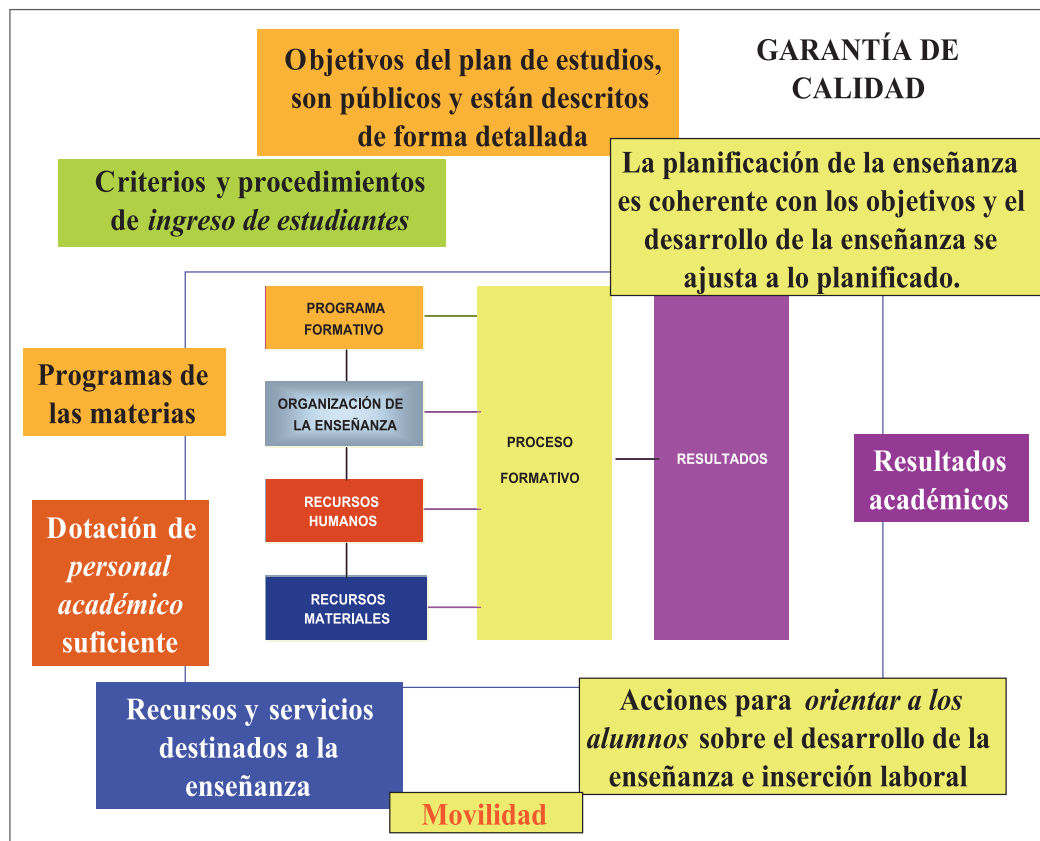 Objetivos del plan de estudios,
son públicos y están descritos
de forma detallada
GARANTÍA DE
CALIDAD
Criterios y procedimientos
de ingreso de estudiantes
La planificación de la enseñanza
es coherente con los objetivos y el
desarrollo de la enseñanza se
ajusta a lo planificado.
Programas de
las materias
Dotación de
personal
académico
suficiente
PROGRAMA
FORMATIVO
ORGANIZACIÓN DE
LA ENSEÑANZA
RECURSOS
HUMANOS
RECURSOS
MATERIALES
PROCESO
FORMATIVO
RESULTADOS
Resultados
académicos
Recursos y servicios
destinados a la
enseñanza
Acciones para orientar a los
alumnos sobre el desarrollo de la
enseñanza e inserción laboral
Movilidad